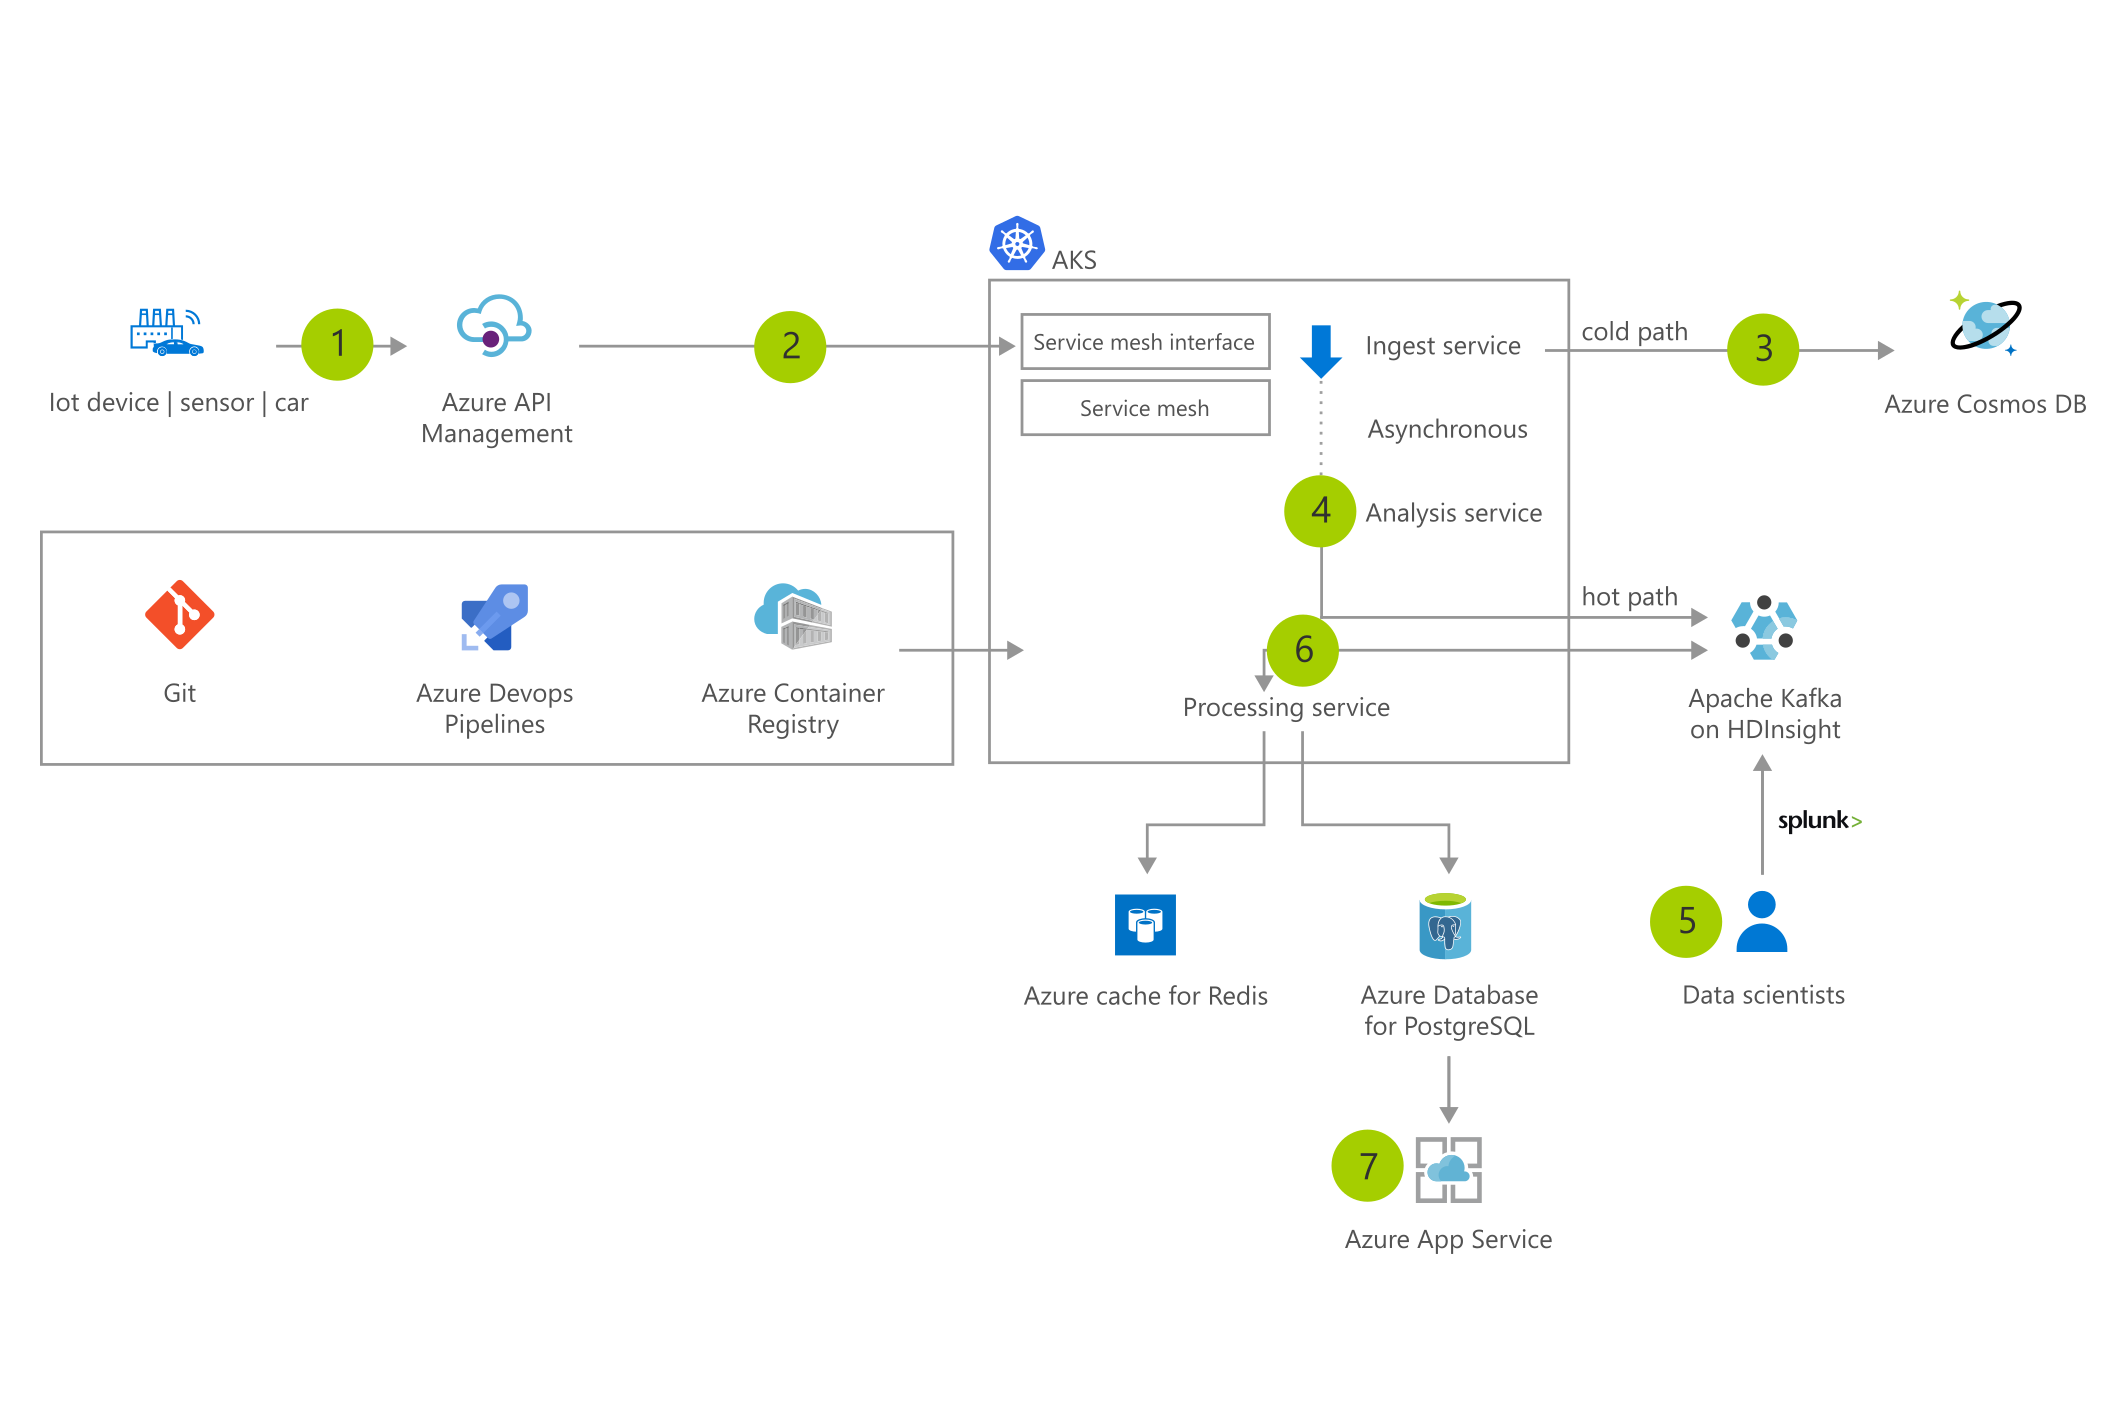 AKS
Iot device | sensor | car
1
Azure API
Management
2
Service mesh interface
Service mesh
Ingest service
Asynchronous
4
Analysis service
cold path
3
Azure Cosmos DB
Git
Azure Devops
Pipelines
Azure Container
Registry
hot path
6
Processing service
Apache Kafka
on HDInsight
splunk>
5
Data scientists
Azure cache for Redis
Azure Database
for PostgreSQL
7
Azure App Service